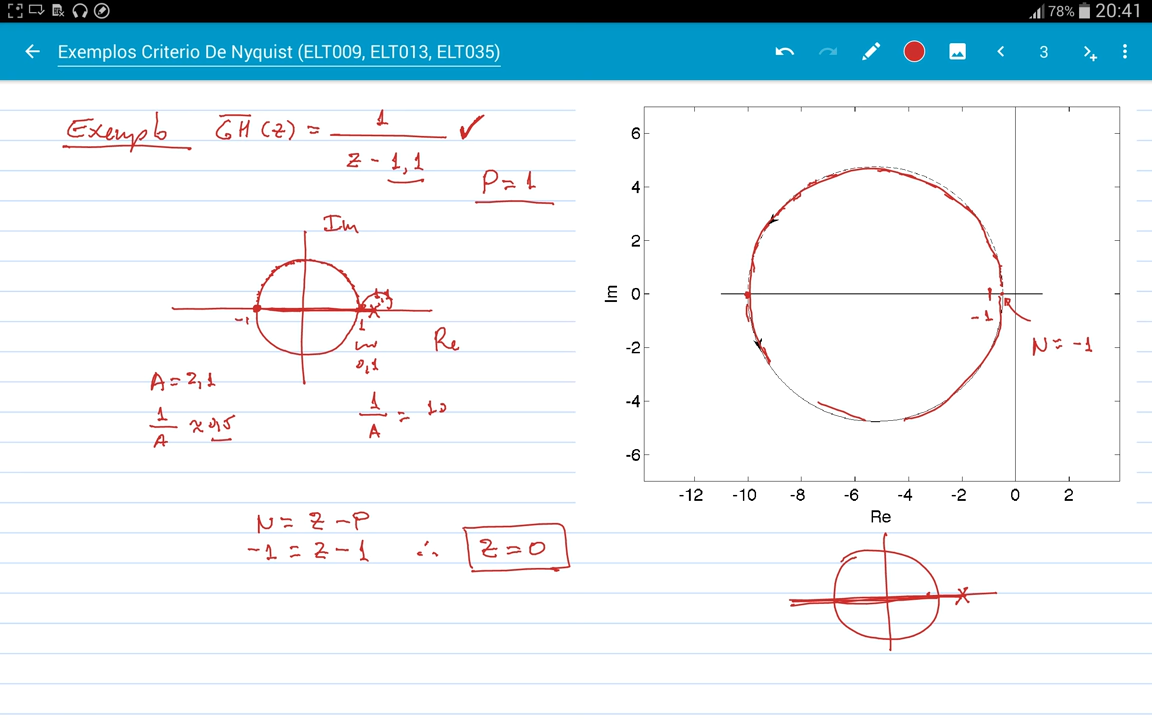 78% 20:41
Exemplos Criterio De Nyquist (ELT009, ELT013, ELT035)
3
Exemplo GH(z) = 1 / z - 1,1
P=1
Im
-1
1
0,1
Re
A=2,1
1/A ≈ 0,5
1/A = 10
N = Z - P
-1 = Z - 1 ∴ Z=0
6
4
2
0
-2
-4
-6
Im
-12 -10 -8 -6 -4 -2 0 2
Re
-1
N = -1